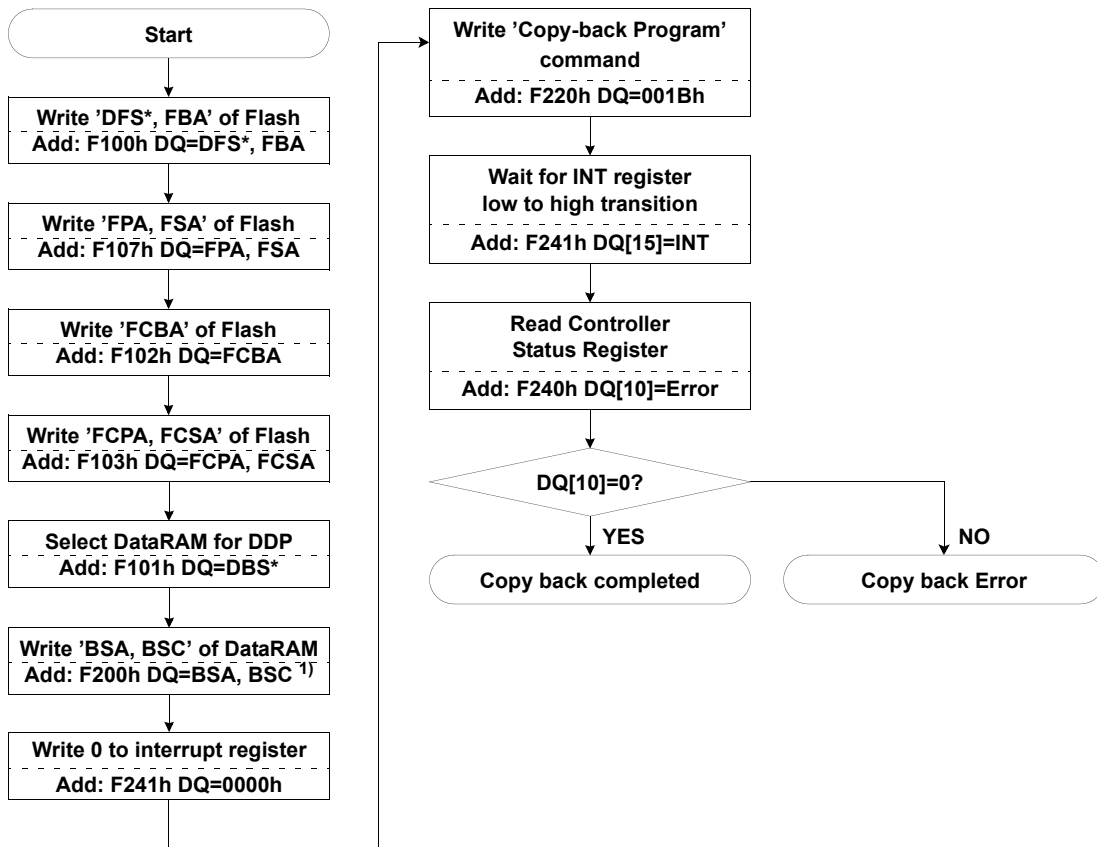 Start
Write 'DFS*, FBA' of Flash
Add: F100h DQ=DFS*, FBA
Write 'FPA, FSA' of Flash
Add: F107h DQ=FPA, FSA
Write 'FCBA' of Flash
Add: F102h DQ=FCBA
Write 'FCPA, FCSA' of Flash
Add: F103h DQ=FCPA, FCSA
Select DataRAM for DDP
Add: F101h DQ=DBS*
Write 'BSA, BSC' of DataRAM
Add: F200h DQ=BSA, BSC 1)
Write 0 to interrupt register
Add: F241h DQ=0000h
Write 'Copy-back Program'
command
Add: F220h DQ=001Bh
Wait for INT register
low to high transition
Add: F241h DQ[15]=INT
Read Controller
Status Register
Add: F240h DQ[10]=Error
DQ[10]=0?
YES
NO
Copy back completed
Copy back Error